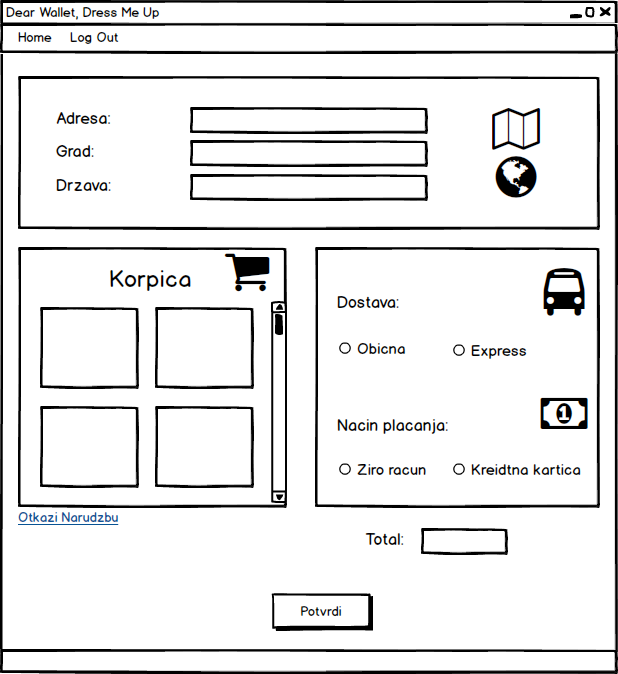 Dear Wallet, Dress Me Up
Home Log Out
Adresa:
Grad:
Drzava:
Korpica
Dostava:
Obicna Express
Nacin placanja:
1
Ziro racun Kreidtna kartica
Otkazi Narudzbu
Total:
Potvrdi